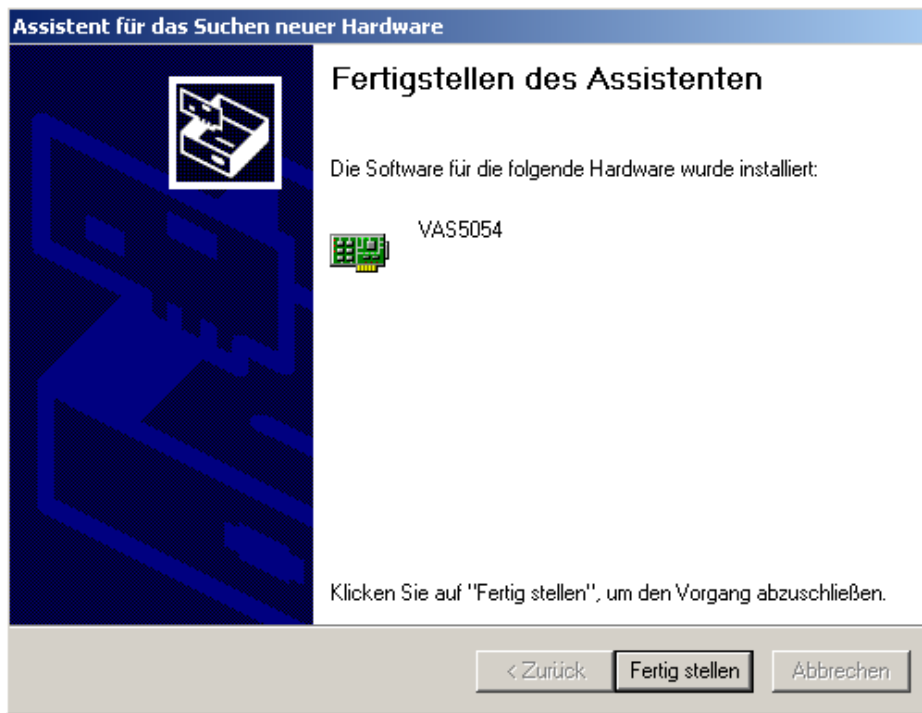 Assistent für das Suchen neuer Hardware
Fertigstellen des Assistenten
Die Software für die folgende Hardware wurde installiert:
VAS5054
Klicken Sie auf "Fertig stellen", um den Vorgang abzuschließen.
< Zurück
Fertig stellen
Abbrechen